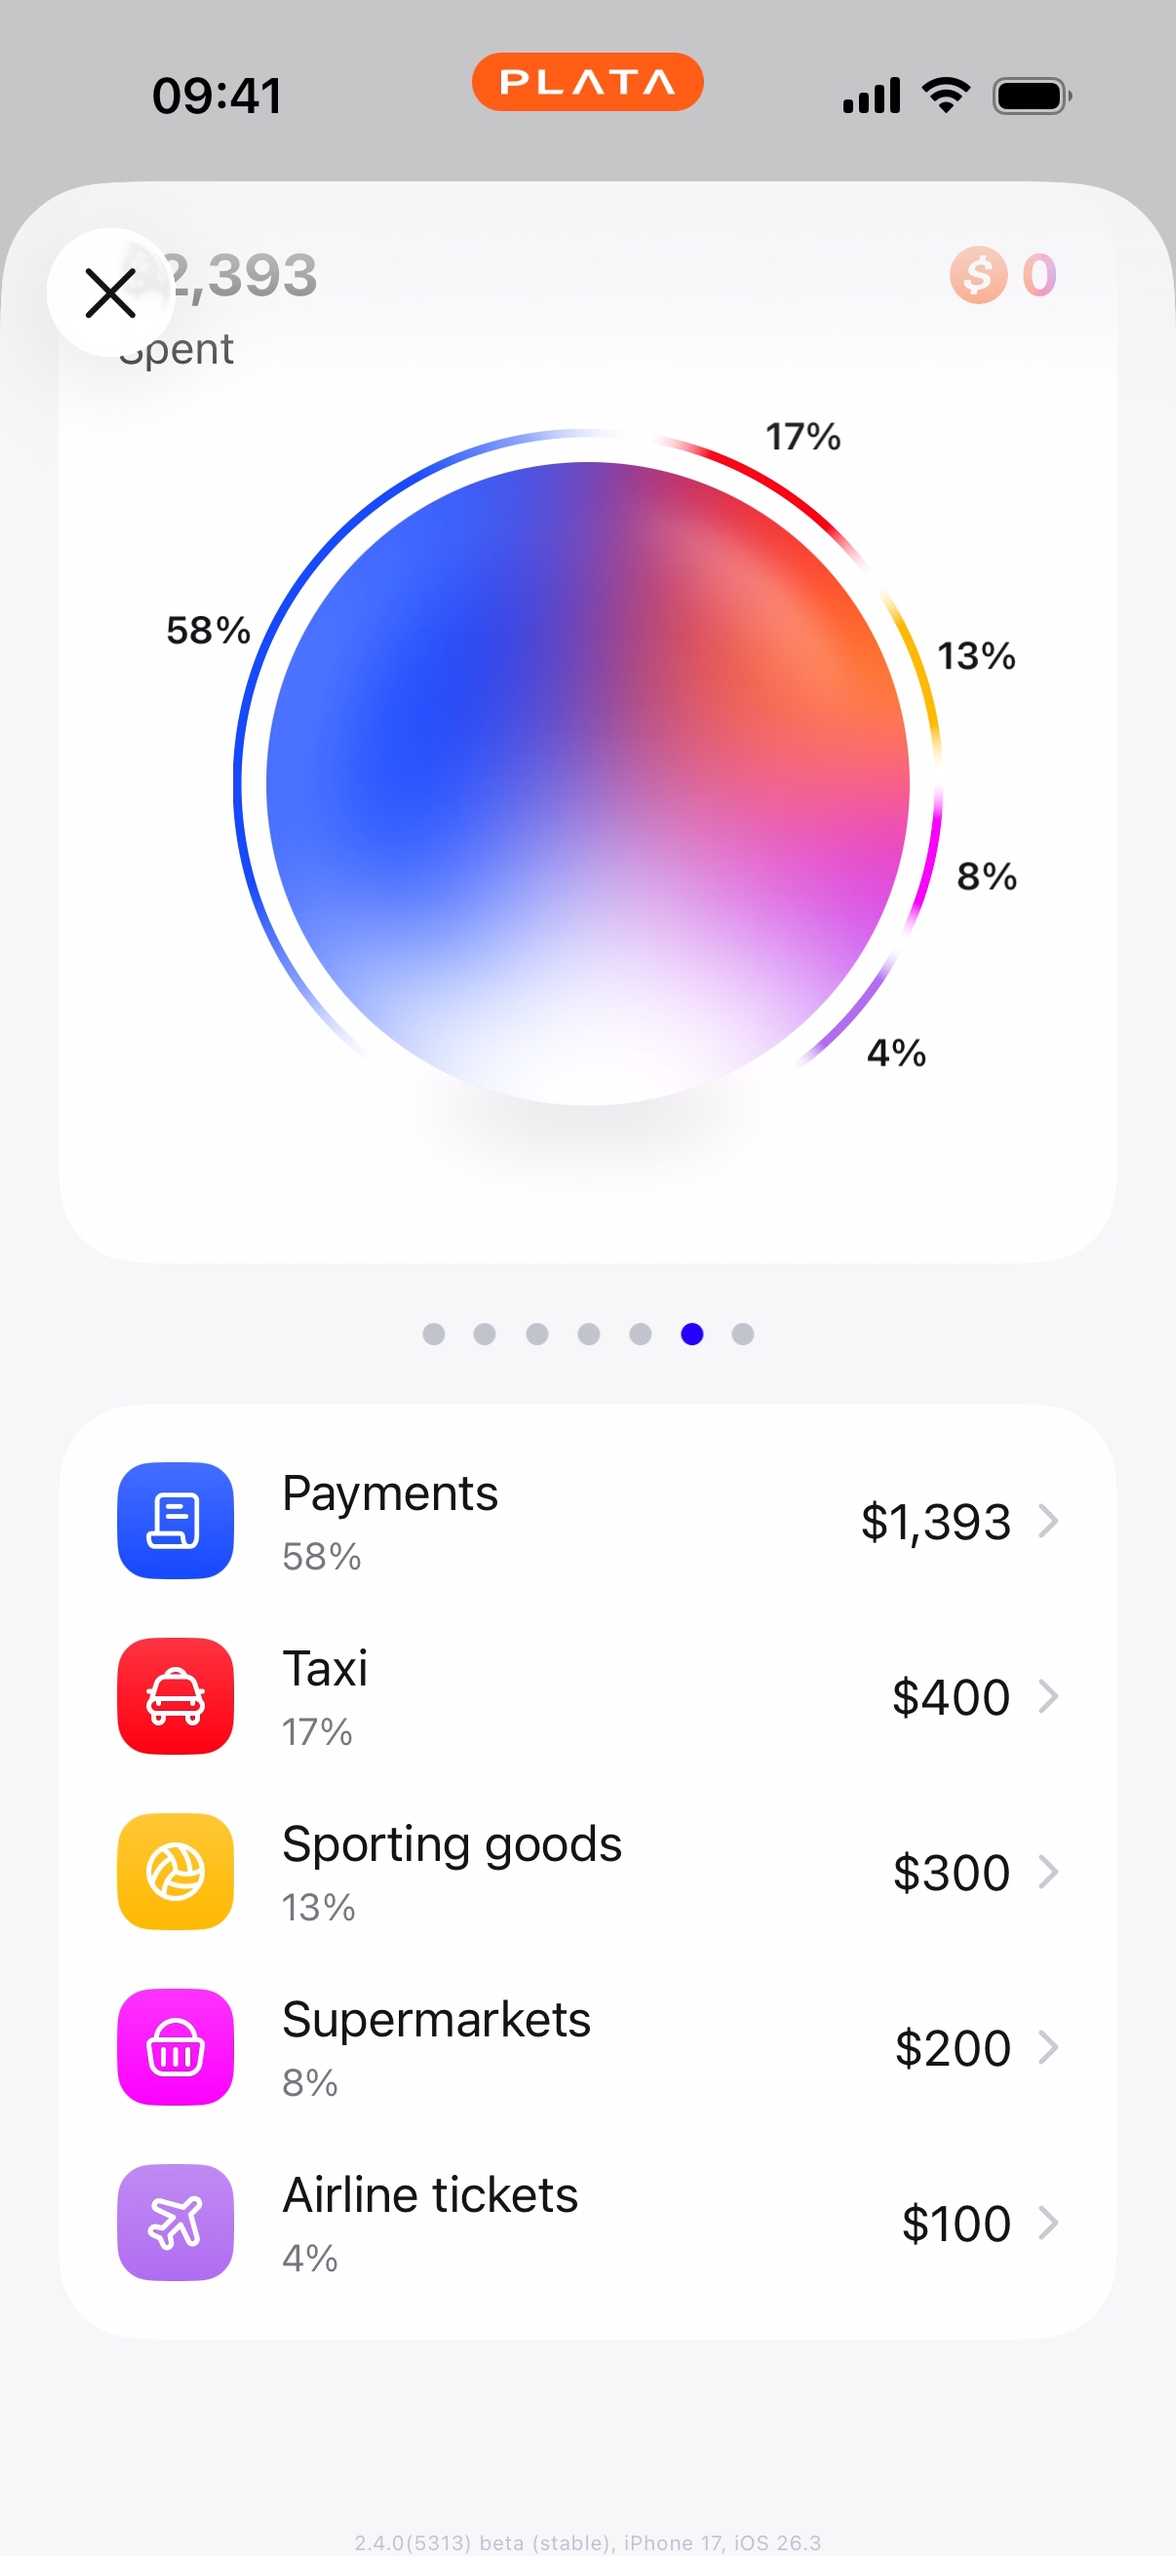 09:41
PLATA
2,393
$ 0
Spent
17%
58%
13%
8%
4%
Payments
58%
$1,393
Taxi
17%
$400
Sporting goods
13%
$300
Supermarkets
8%
$200
Airline tickets
4%
$100
2.4.0(5313) beta (stable), iPhone 17, iOS 26.3